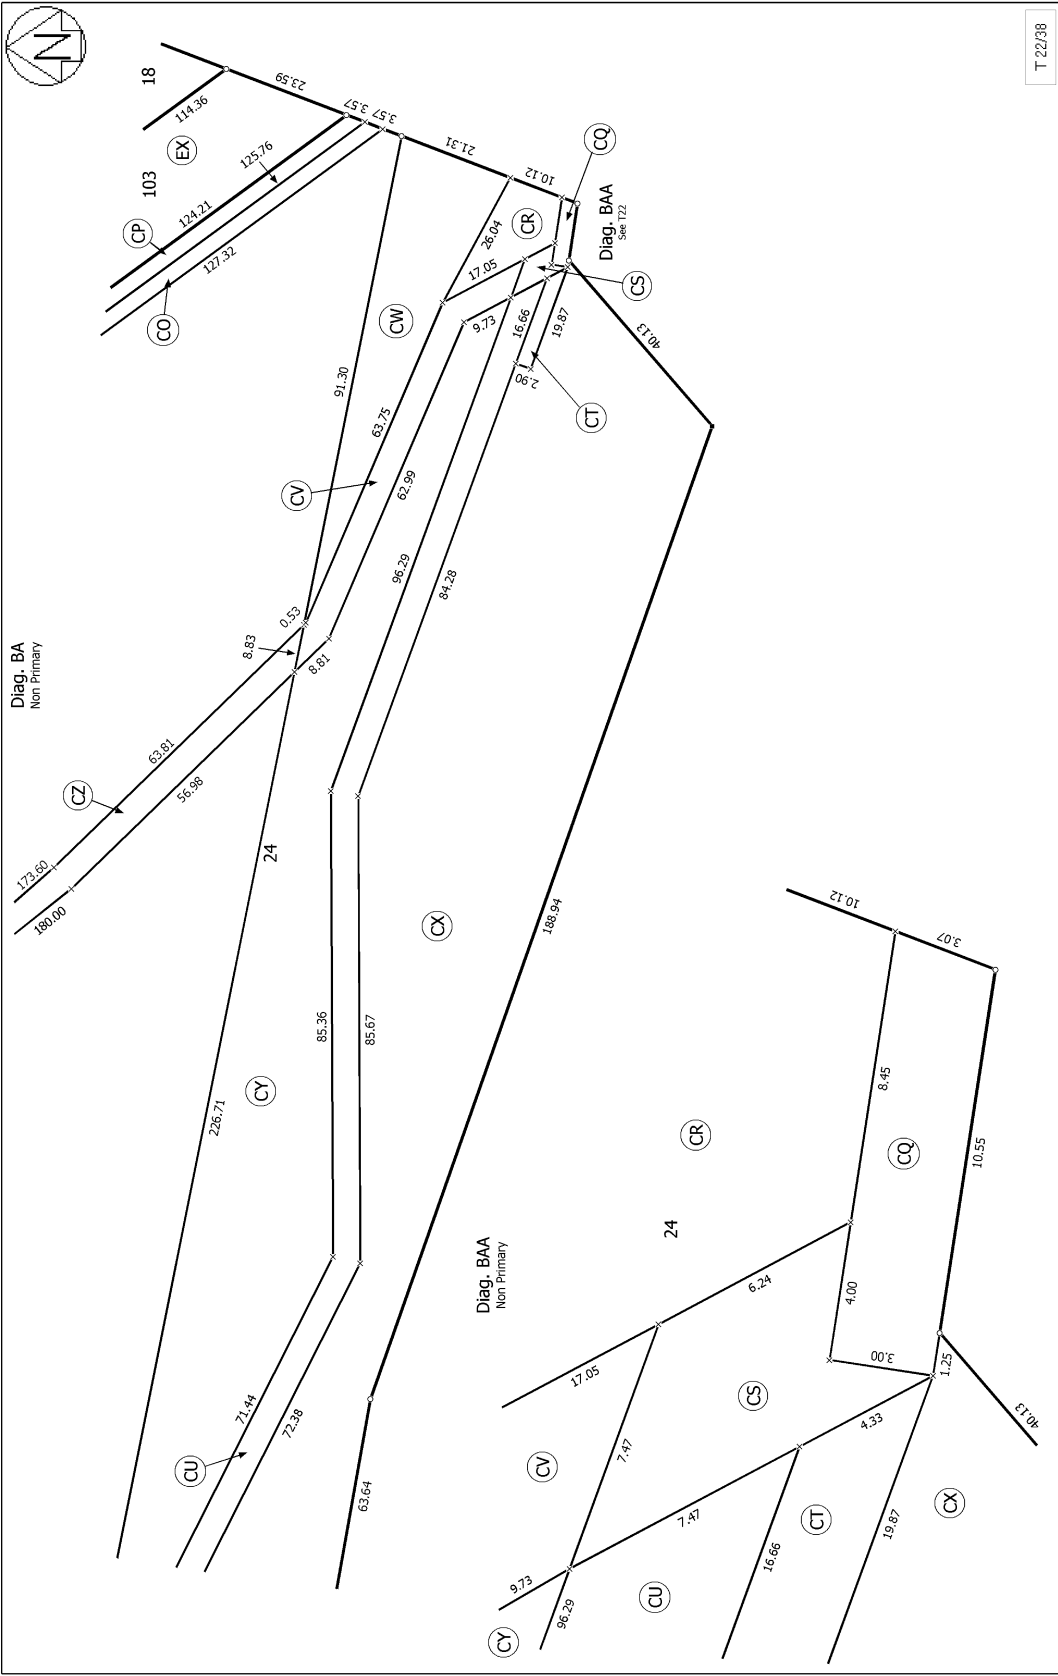 N
T 22/38
18
23.59
114.36
EX
103
3.57
3.57
125.76
124.21
CP
127.32
CO
21.31
10.12
CQ
Diag. BAA
See T22
CR
26.04
17.05
CS
CW
9.73
16.66
19.87
40.13
2.90
CT
91.30
63.75
CV
62.99
96.29
84.28
Diag. BA
Non Primary
0.53
8.83
8.81
63.81
CZ
56.98
173.60
180.00
24
CX
188.94
85.36
85.67
CY
226.71
71.44
72.38
CU
63.64
Diag. BAA
Non Primary
10.12
3.07
8.45
CR
CQ
10.55
24
6.24
4.00
3.00
1.25
17.05
CS
4.33
40.13
CV
7.47
7.47
CT
CX
19.87
16.66
9.73
CU
96.29
CY